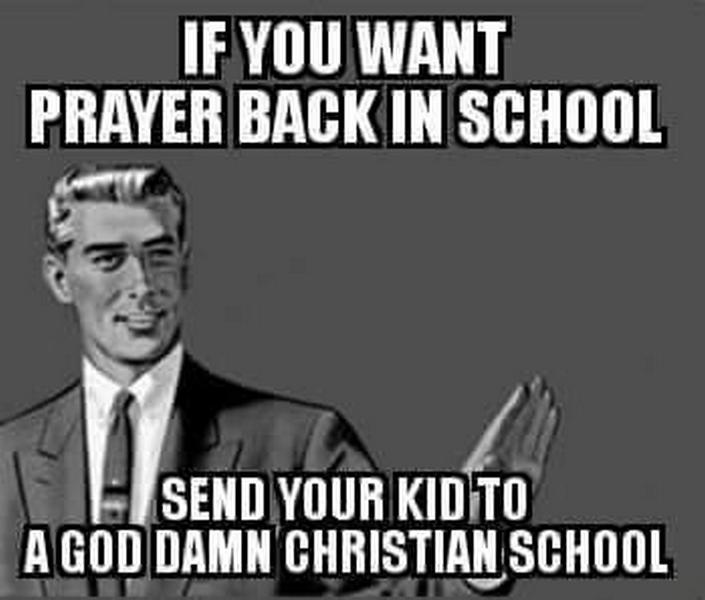 IF YOU WANT
PRAYER BACK IN SCHOOL
SEND YOUR KID TO
A GOD DAMN CHRISTIAN SCHOOL